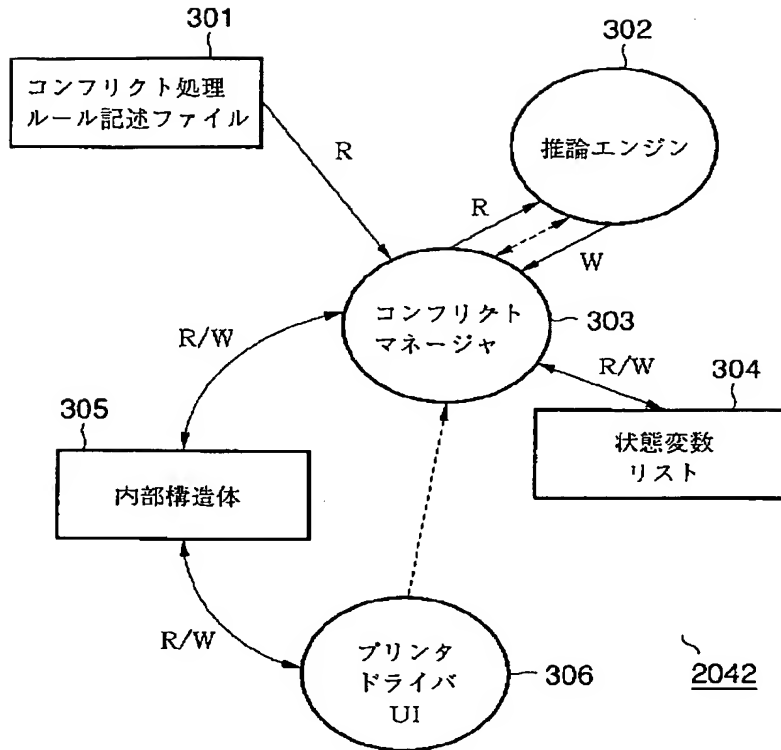 301
コンフリクト処理
ルール記述ファイル
302
推論エンジン
R
R
W
コンフリクト
マネージャ
303
R/W
R/W
304
状態変数
リスト
305
内部構造体
R/W
プリンタ
ドライバ
UI
306
2042